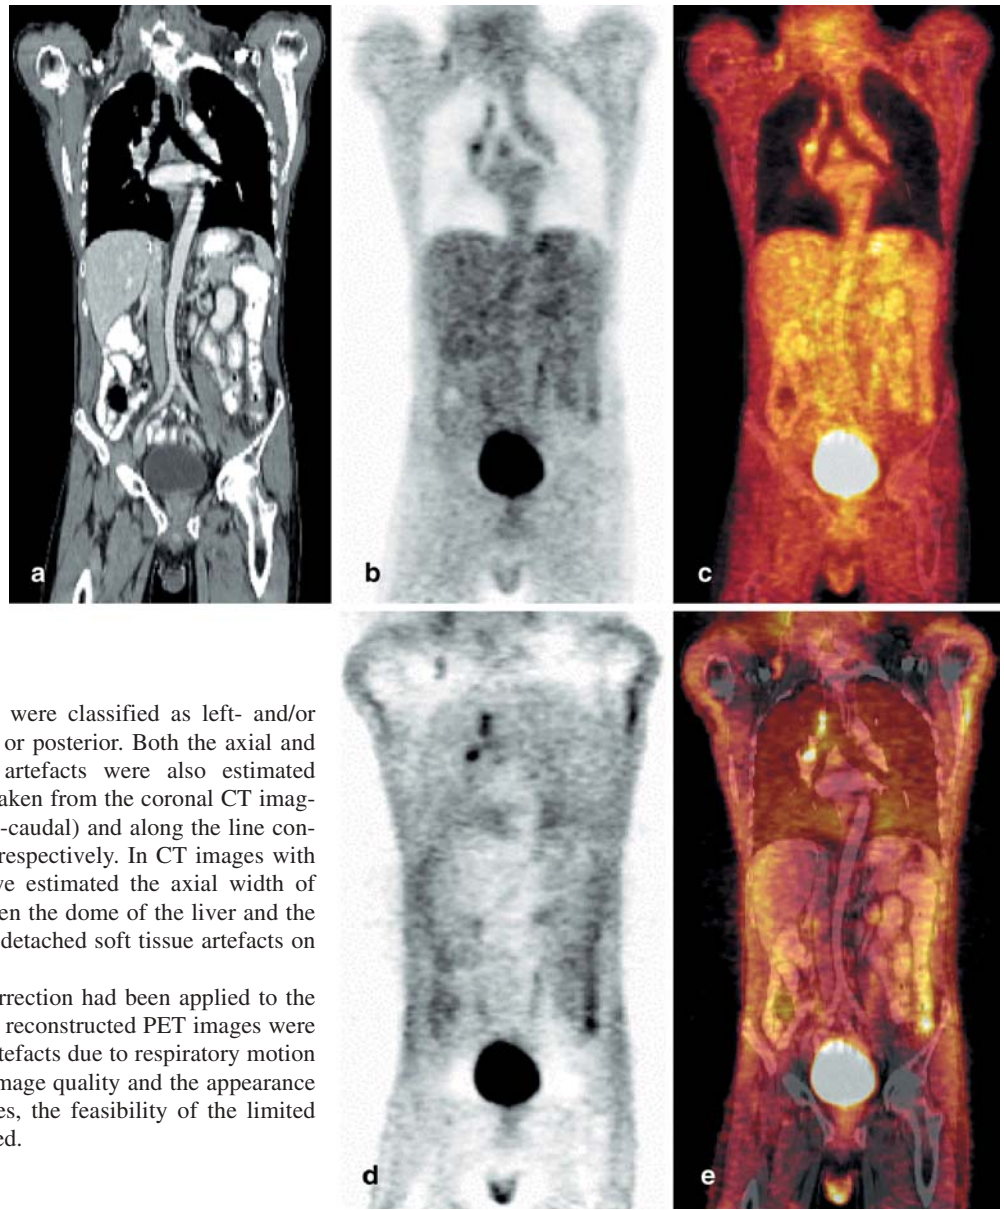 a
b
c
were classified as left- and/or
or posterior. Both the axial and
artefacts were also estimated
aken from the coronal CT imag-
-caudal) and along the line con-
respectively. In CT images with
ve estimated the axial width of
en the dome of the liver and the
detached soft tissue artefacts on
rrection had been applied to the
reconstructed PET images were
tefacts due to respiratory motion
mage quality and the appearance
es, the feasibility of the limited
ed.
d
e